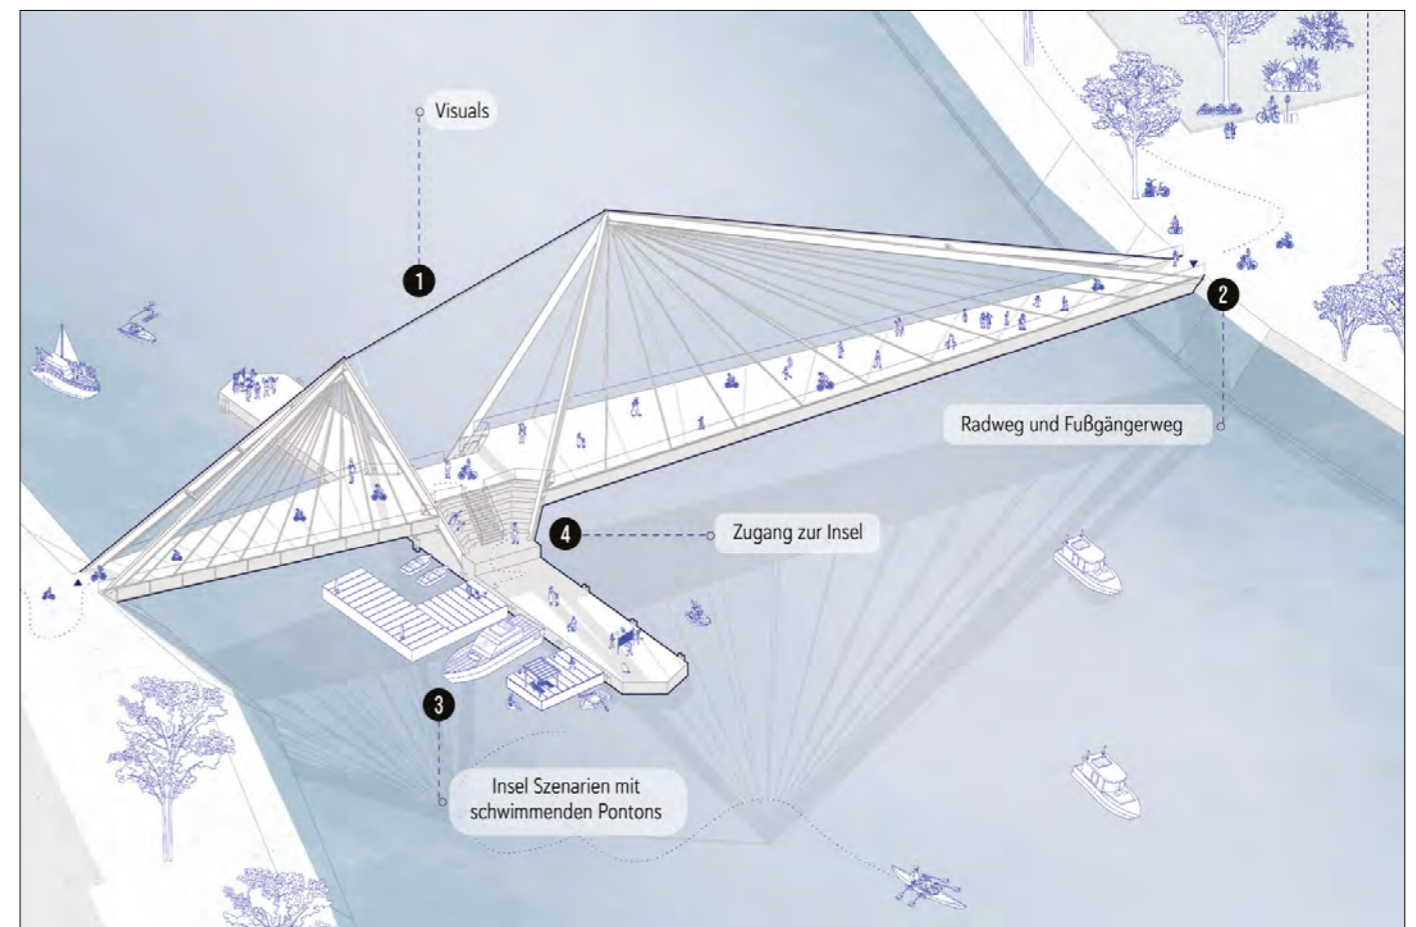 Visuals
1
2
Radweg und Fußgängerweg
4
Zugang zur Insel
3
Insel Szenarien mit
schwimmenden Pontons